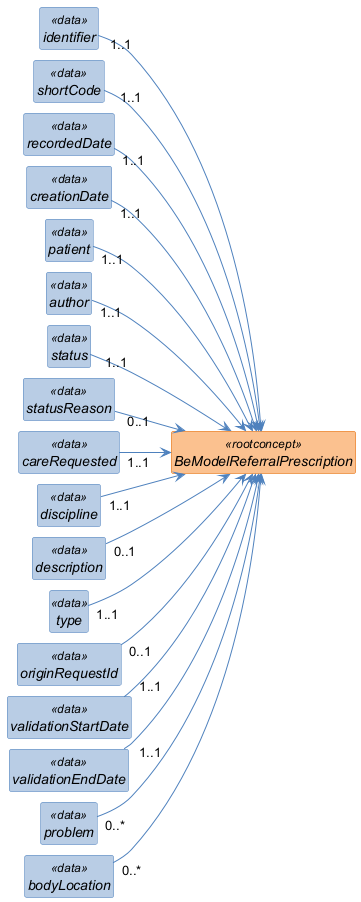 «data»
identifier
1..1
«data»
shortCode
1..1
«data»
recordedDate
1..1
«data»
creationDate
1..1
«data»
patient
1..1
«data»
author
1..1
«data»
status
1..1
«data»
statusReason
0..1
«data»
careRequested
1..1
«rootconcept»
BeModelReferralPrescription
«data»
discipline
1..1
«data»
description
0..1
«data»
type
1..1
«data»
originRequestId
0..1
«data»
validationStartDate
1..1
«data»
validationEndDate
1..1
«data»
problem
0..*
«data»
bodyLocation
0..*